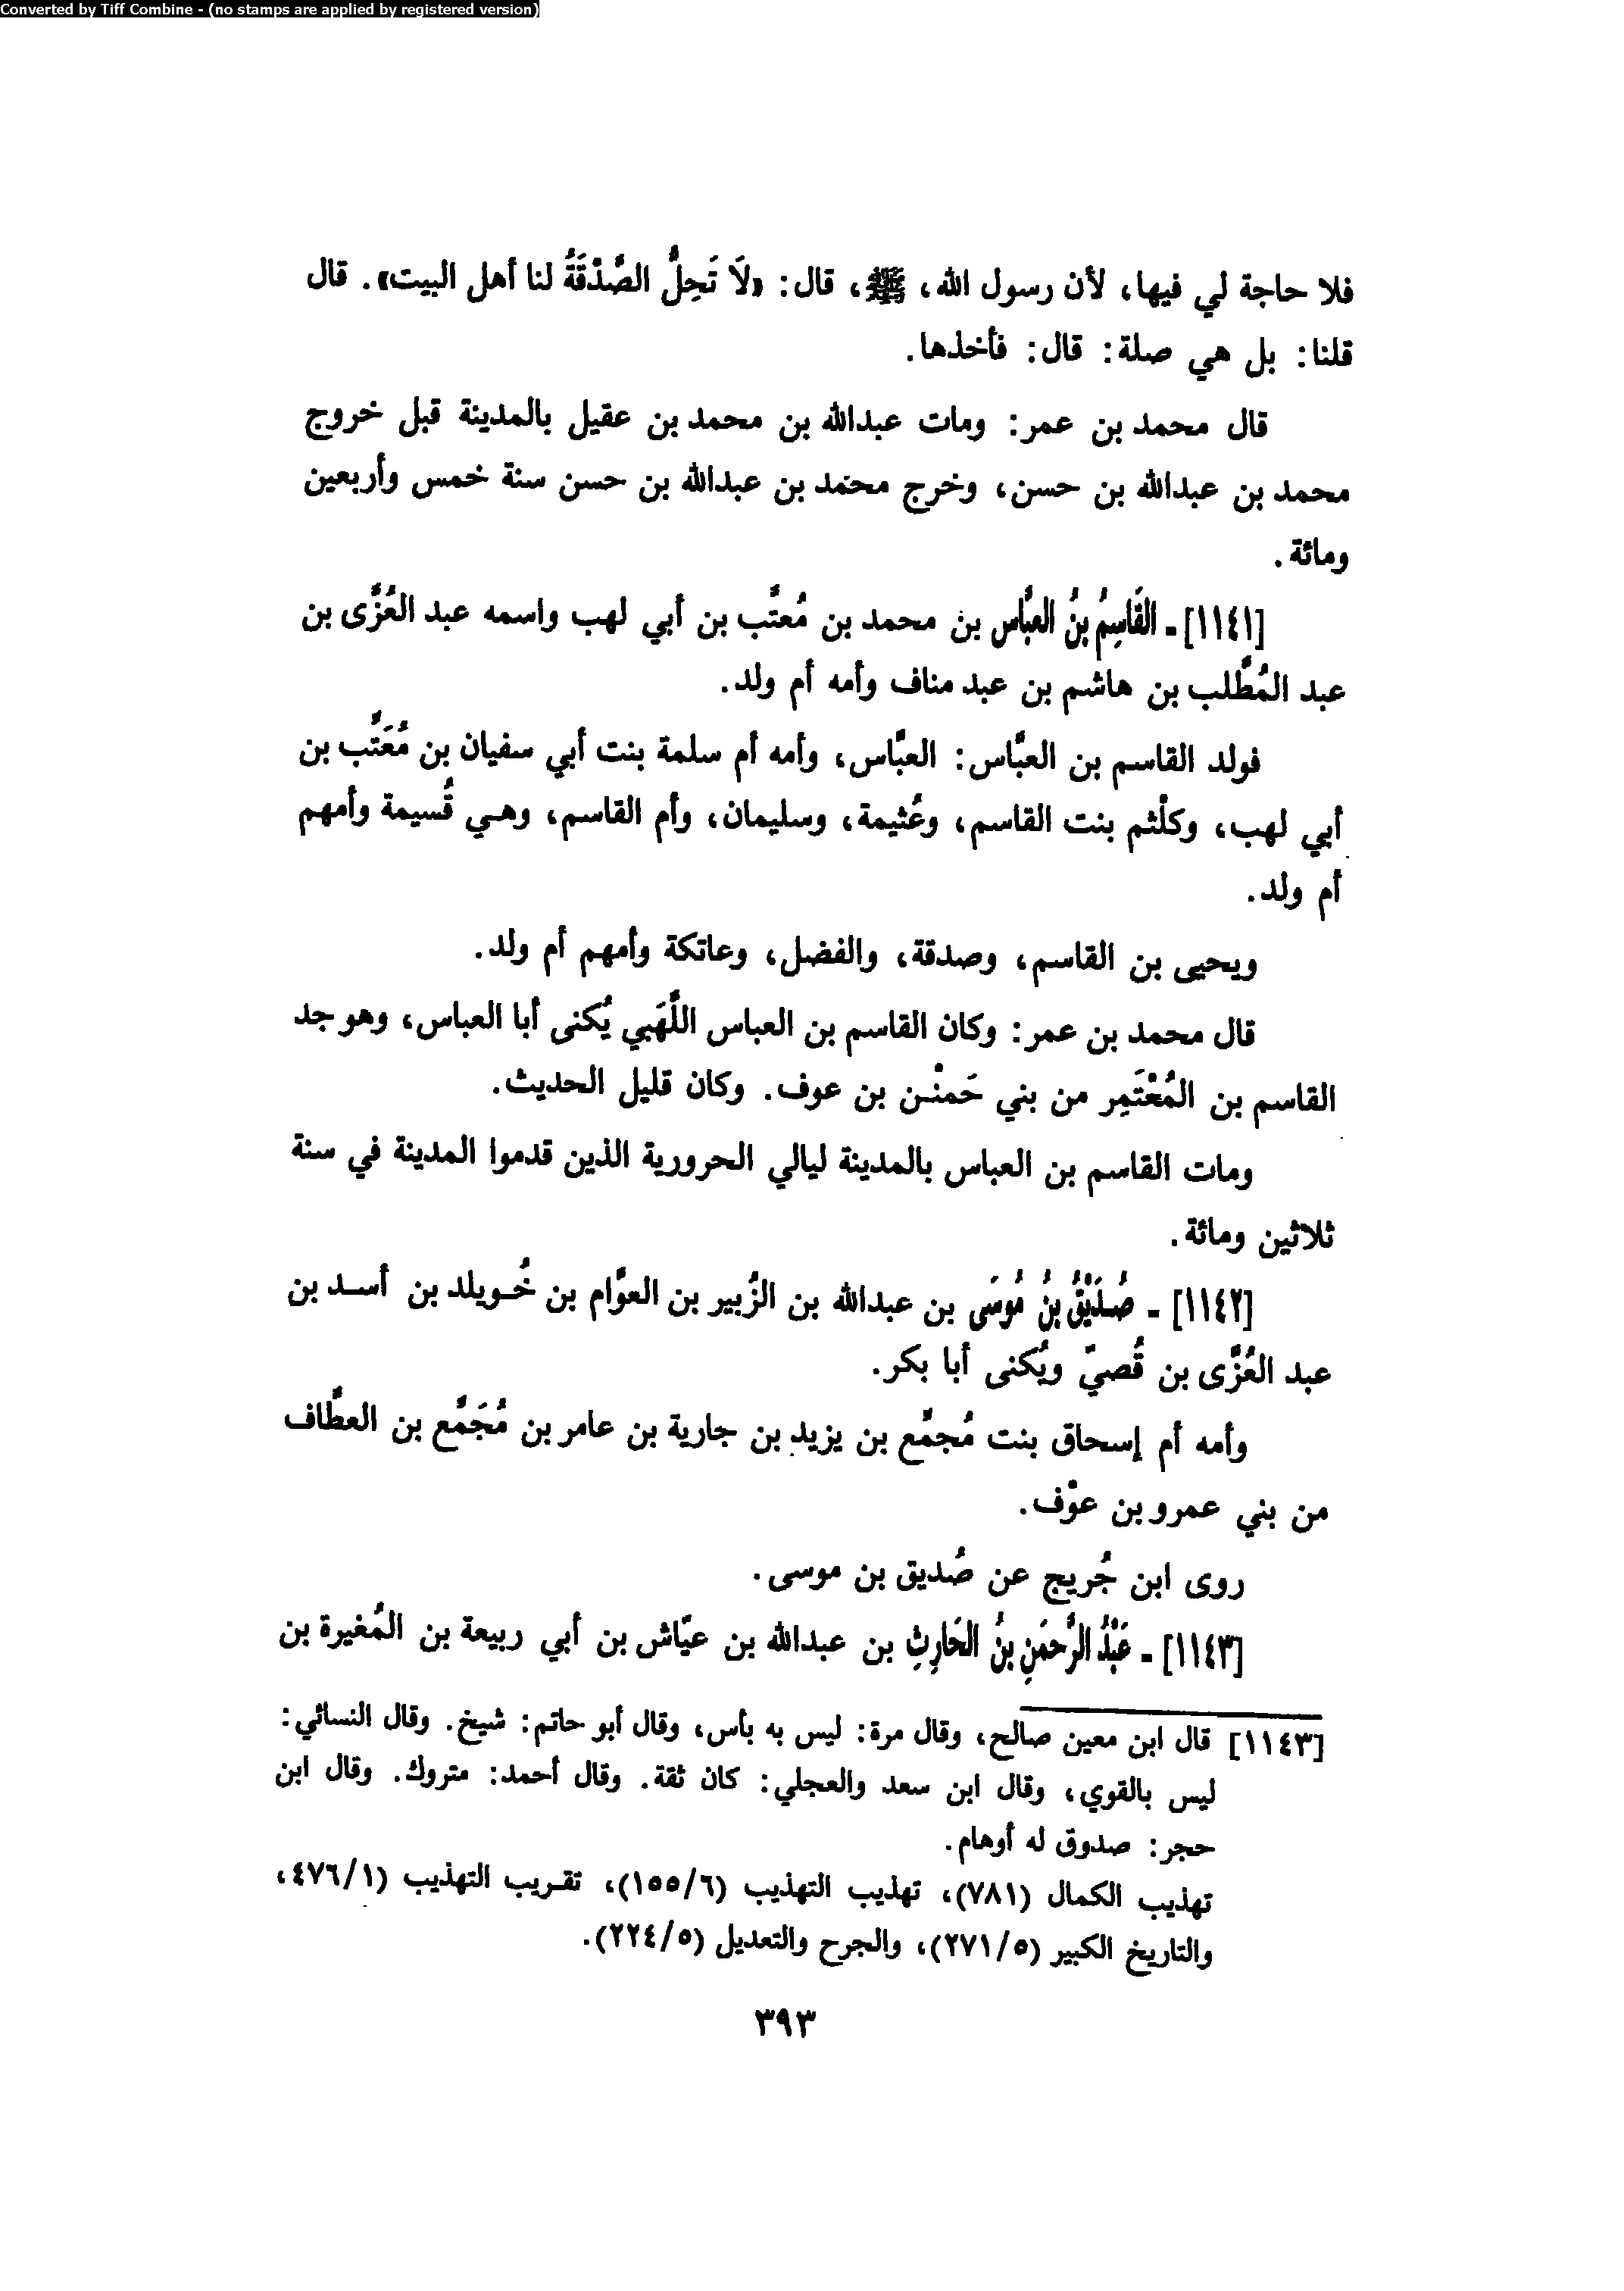 Converted by Tiff Combine - (no stamps are applied by registered version)
فلا حاجة لي فيها، لأن رسول الله، ﷺ، قال: «لَا تَحِلُّ الصَّدْقَةُ لنا أهل البيت». قال
قلنا: بل هي صلة: قال: فأخذها.
قال محمد بن عمر: ومات عبدالله بن محمد بن عقيل بالمدينة قبل خروج
محمد بن عبدالله بن حسن، وخرج محمد بن عبدالله بن حسن سنة خمس وأربعين
ومائة.
[١١٤١] ـ القَاسِمُ بنُ العبَّاس بن محمد بن مُعتَّب بن أبي لهب واسمه عبد العُزَّى بن
عبد المُطَّلب بن هاشم بن عبد مناف وأمه أم ولد.
فولد القاسم بن العبَّاس: العبَّاس، وأمه أم سلمة بنت أبي سفيان بن مُعَتَّب بن
أبي لهب، وكلْثم بنت القاسم، وعُثيمة، وسليمان، وأم القاسم، وهي قُسيمة وأمهم
أم ولد.
ويحيى بن القاسم، وصدقة، والفضل، وعاتكة وأمهم أم ولد.
قال محمد بن عمر: وكان القاسم بن العباس اللَّهَبي يُكنى أبا العباس، وهو جد
القاسم بن المُعْتَمِر من بني حَمنْن بن عوف. وكان قليل الحديث.
ومات القاسم بن العباس بالمدينة ليالي الحرورية الذين قدموا المدينة في سنة
ثلاثين ومائة.
[١١٤٢] ـ صُدَيْقُ بنُ مُوسَى بن عبدالله بن الزُبير بن العوَّام بن خُويلد بن أسد بن
عبد العُزَّى بن قُصيّ ويُكنى أبا بكر.
وأمه أم إسحاق بنت مُجمَّع بن يزيد بن جارية بن عامر بن مُجَمَّع بن العطَّاف
من بني عمرو بن عوْف.
روى ابن جُريج عن صُديق بن موسى.
[١١٤٣] ـ عَبْدُ الرَّحمَنِ بنُ الحَارِثِ بن عبدالله بن عيّاش بن أبي ربيعة بن المُغيرة بن
[١١٤٣] قال ابن معين صالح، وقال مرة: ليس به بأس، وقال أبو حاتم: شيخ. وقال النسائي:
ليس بالقوي، وقال ابن سعد والعجلي: كان ثقة. وقال أحمد: متروك. وقال ابن
حجر: صدوق له أوهام.
تهذيب الكمال (٧٨١)، تهذيب التهذيب (١٥٥/٦)، تقريب التهذيب (٤٧٦/١،
والتاريخ الكبير (٢٧١/٥)، والجرح والتعديل (٢٢٤/٥).
٣٩٣